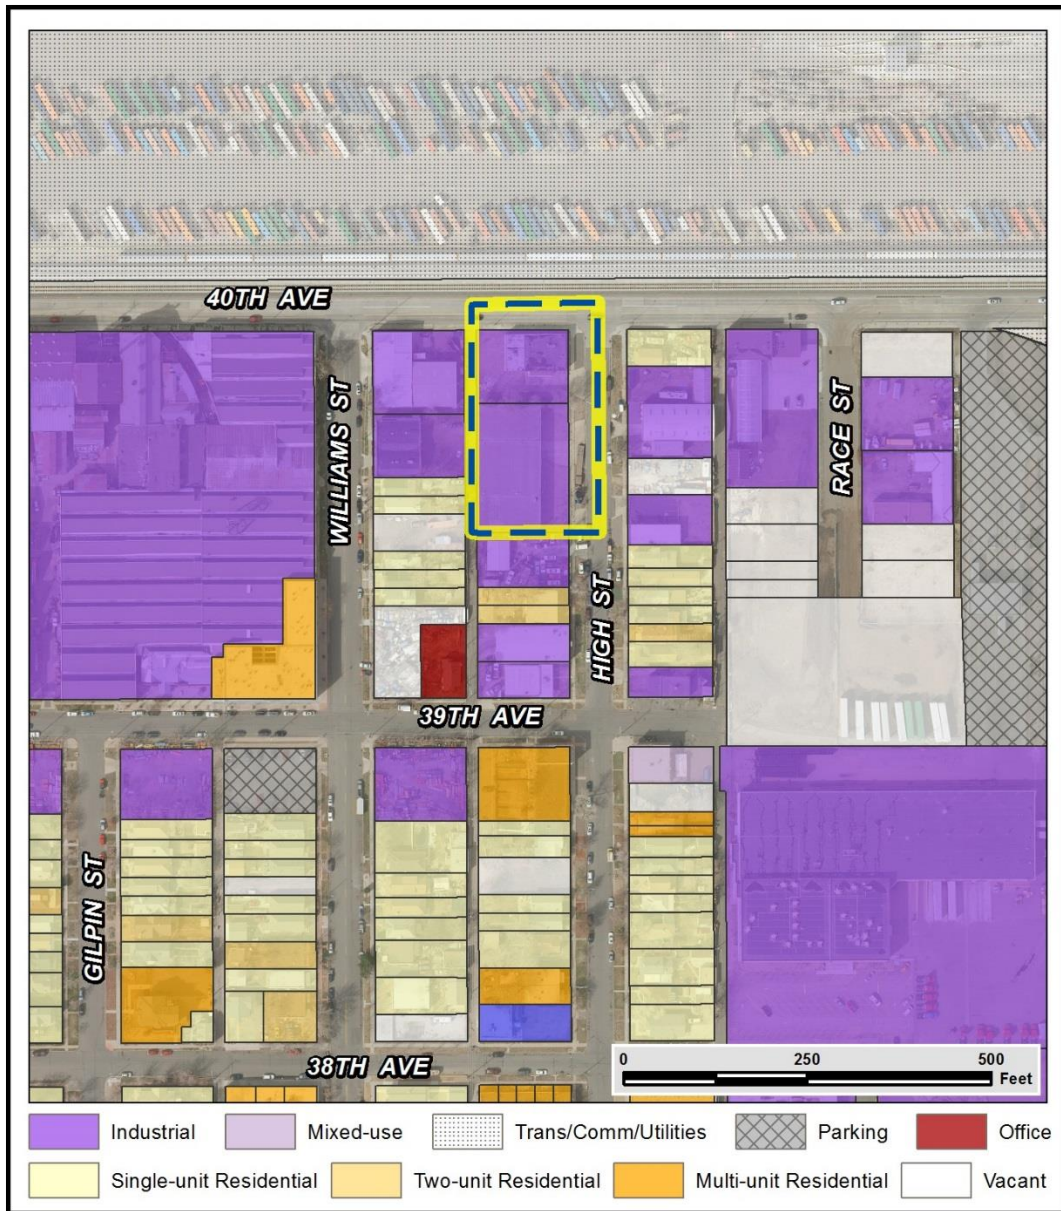 40TH AVE
WILLIAMS ST
HIGH ST
RACE ST
39TH AVE
GILPIN ST
38TH AVE
0 250 500
Feet
Industrial Mixed-use Trans/Comm/Utilities Parking Office
Single-unit Residential Two-unit Residential Multi-unit Residential Vacant